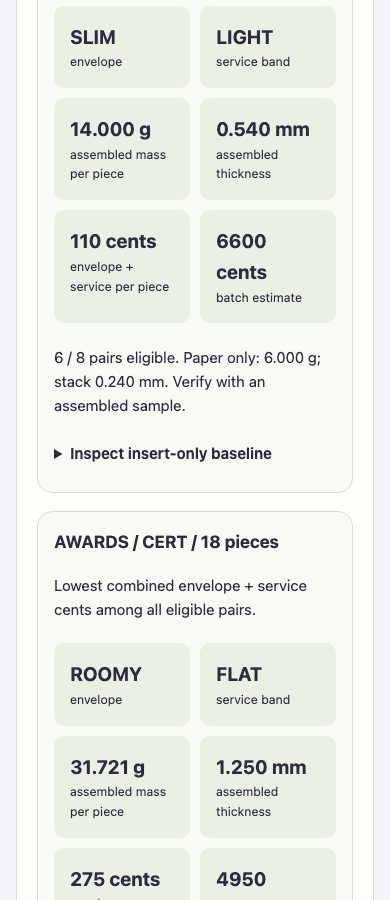 SLIM
envelope
LIGHT
service band
14.000 g
assembled mass
per piece
0.540 mm
assembled
thickness
110 cents
envelope +
service per piece
6600
cents
batch estimate
6 / 8 pairs eligible. Paper only: 6.000 g;
stack 0.240 mm. Verify with an
assembled sample.
Inspect insert-only baseline
AWARDS / CERT / 18 pieces
Lowest combined envelope + service
cents among all eligible pairs.
ROOMY
envelope
FLAT
service band
31.721 g
assembled mass
per piece
1.250 mm
assembled
thickness
275 cents
4950